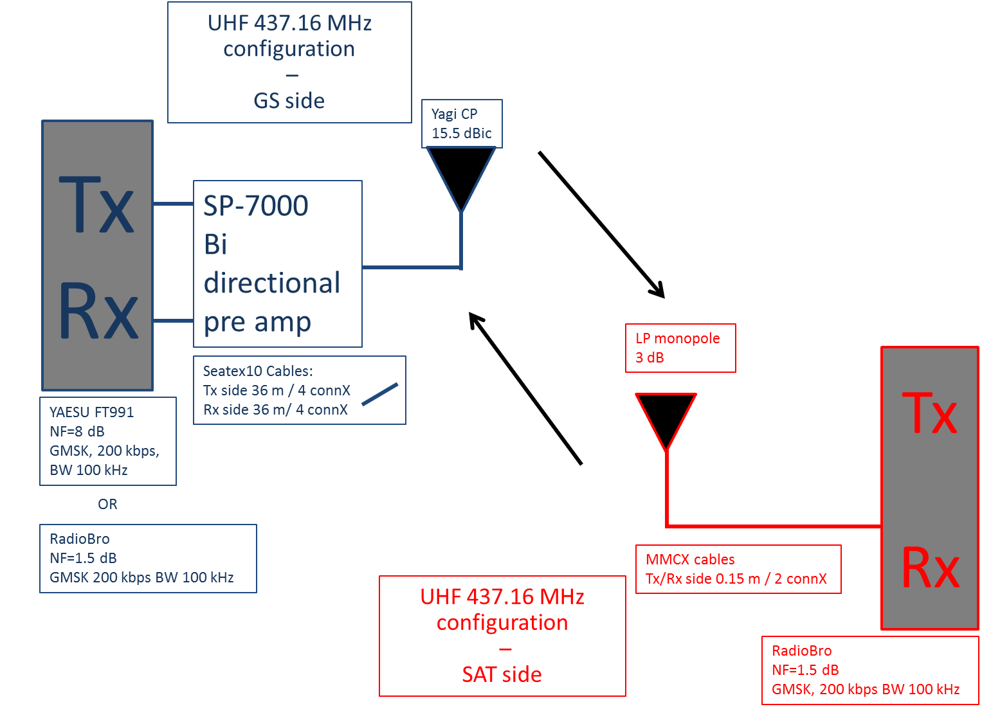 UHF 437.16 MHz
configuration
–
GS side
Yagi CP
15.5 dBic
Tx
Rx
SP-7000
Bi
directional
pre amp
Seatex10 Cables:
Tx side 36 m / 4 connX
Rx side 36 m/ 4 connX
YAESU FT991
NF=8 dB
GMSK, 200 kbps,
BW 100 kHz
OR
RadioBro
NF=1.5 dB
GMSK 200 kbps BW 100 kHz
LP monopole
3 dB
Tx
Rx
MMCX cables
Tx/Rx side 0.15 m / 2 connX
UHF 437.16 MHz
configuration
–
SAT side
RadioBro
NF=1.5 dB
GMSK, 200 kbps BW 100 kHz